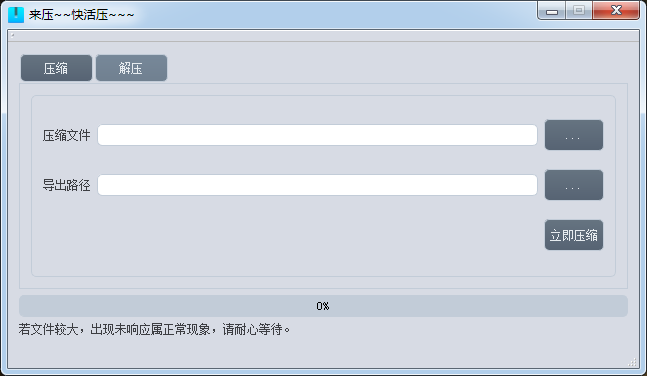 来压~~快活压~~~
压缩 解压
压缩文件 ...
导出路径 ...
立即压缩
0%
若文件较大，出现未响应属正常现象，请耐心等待。